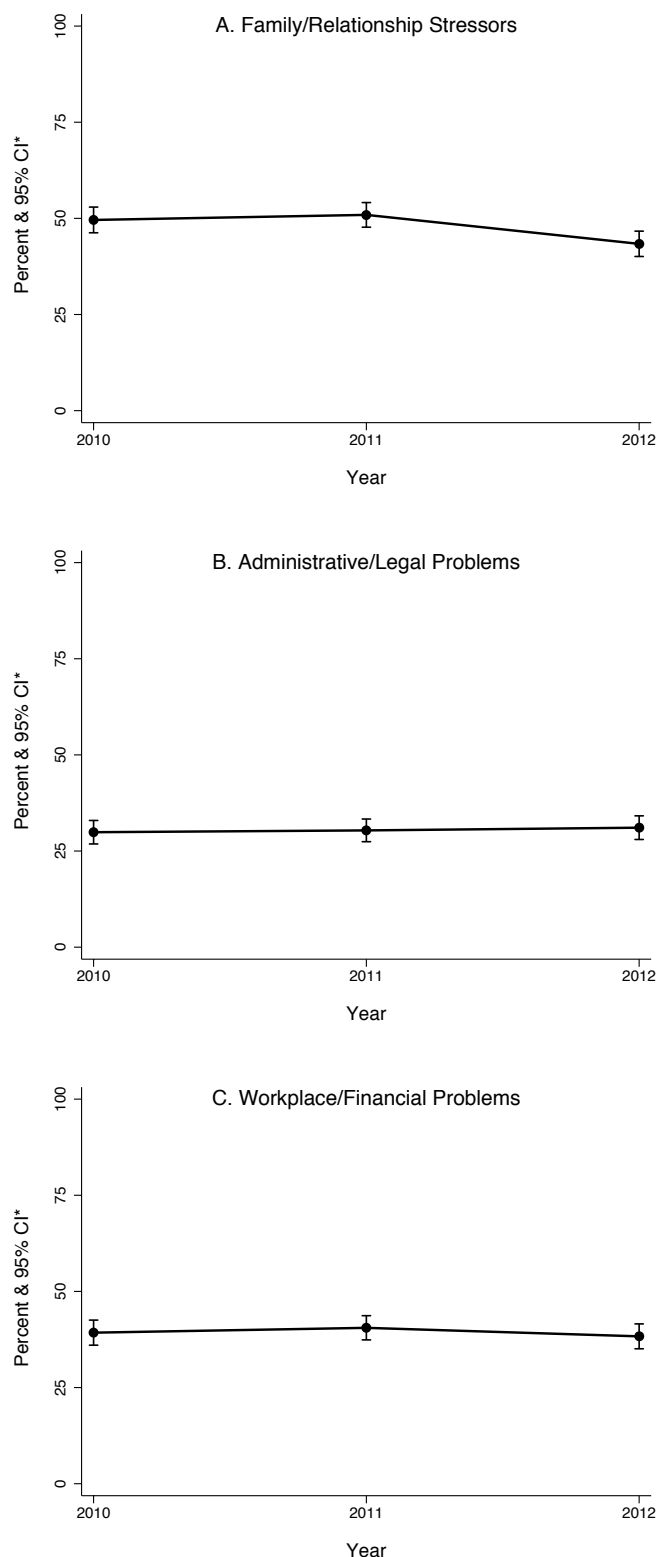 A. Family/Relationship Stressors
100
75
50
25
0
Percent & 95% CI*
2010 2011 2012
Year
B. Administrative/Legal Problems
100
75
50
25
0
Percent & 95% CI*
2010 2011 2012
Year
C. Workplace/Financial Problems
100
75
50
25
0
Percent & 95% CI*
2010 2011 2012
Year